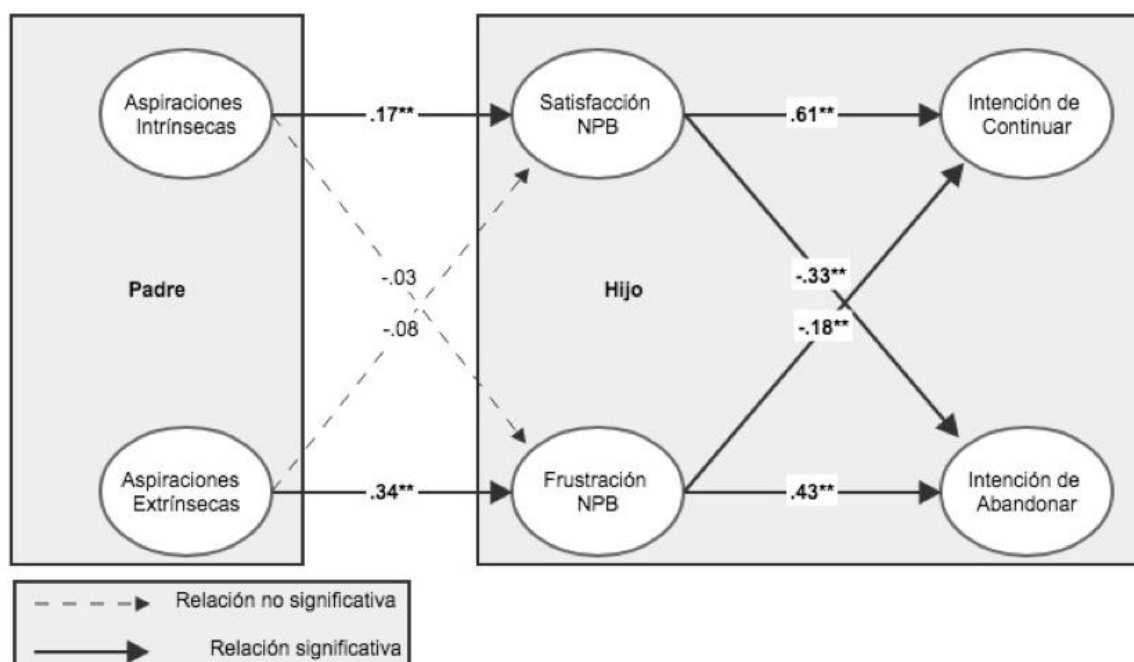 Aspiraciones
Intrínsecas
.17**
Satisfacción
NPB
.61**
Intención de
Continuar
-.03
-.33**
Padre
Hijo
-.08
-.18**
Aspiraciones
Extrínsecas
.34**
Frustración
NPB
.43**
Intención de
Abandonar
Relación no significativa
Relación significativa